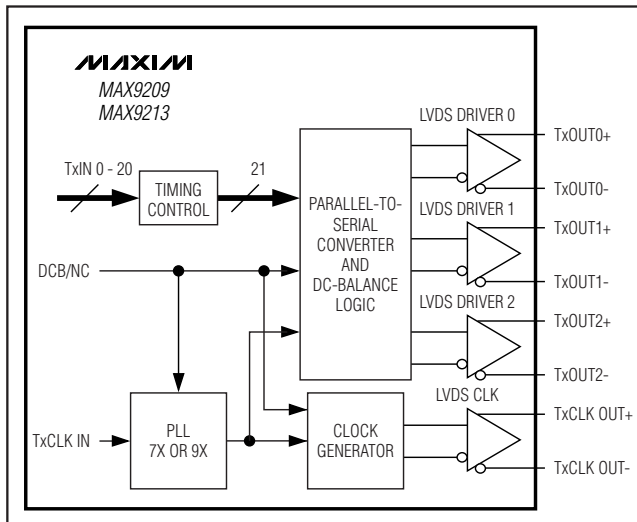 MAXIM
MAX9209
MAX9213
LVDS DRIVER 0
TxOUT0+
TxIN 0 - 20
21
TIMING
CONTROL
TxOUT0-
PARALLEL-TO-
SERIAL
CONVERTER
AND
DC-BALANCE
LOGIC
LVDS DRIVER 1
TxOUT1+
DCB/NC
TxOUT1-
LVDS DRIVER 2
TxOUT2+
TxOUT2-
LVDS CLK
TxCLK OUT+
TxCLK IN
PLL
7X OR 9X
CLOCK
GENERATOR
TxCLK OUT-